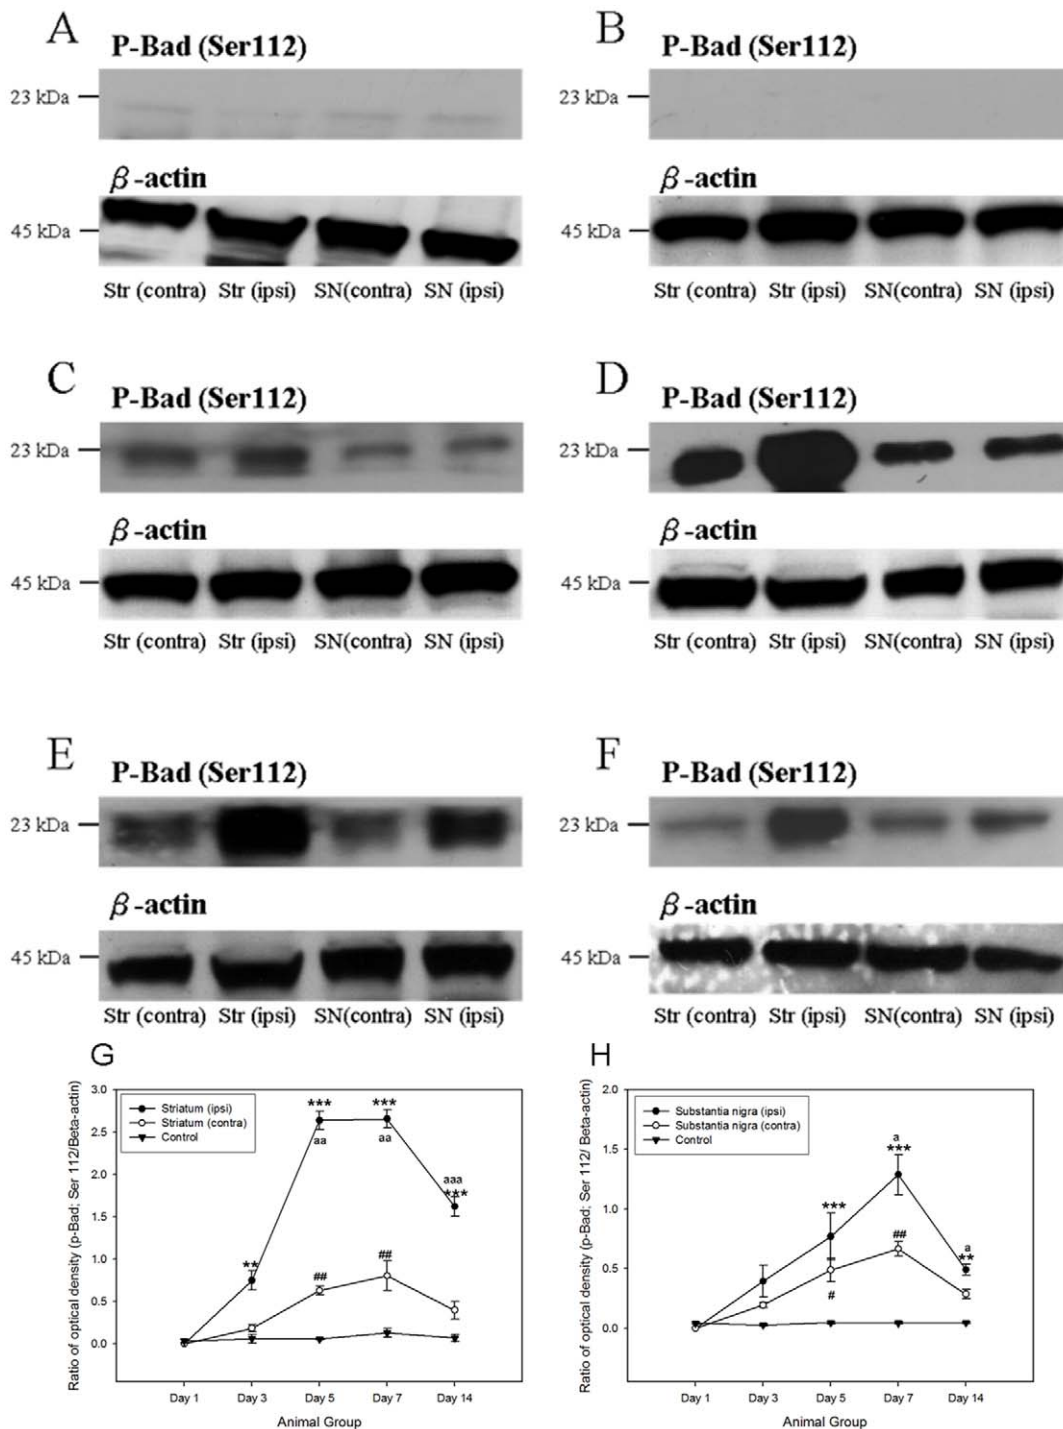 A
P-Bad (Ser112)
23 kDa
β-actin
45 kDa
Str (contra) Str (ipsi) SN(contra) SN (ipsi)
B
P-Bad (Ser112)
23 kDa
β-actin
45 kDa
Str (contra) Str (ipsi) SN(contra) SN (ipsi)
C
P-Bad (Ser112)
23 kDa
β-actin
45 kDa
Str (contra) Str (ipsi) SN(contra) SN (ipsi)
D
P-Bad (Ser112)
23 kDa
β-actin
45 kDa
Str (contra) Str (ipsi) SN(contra) SN (ipsi)
E
P-Bad (Ser112)
23 kDa
β-actin
45 kDa
Str (contra) Str (ipsi) SN(contra) SN (ipsi)
F
P-Bad (Ser112)
23 kDa
β-actin
45 kDa
Str (contra) Str (ipsi) SN(contra) SN (ipsi)
G
Ratio of optical density (p-Bad; Ser 112/Beta-actin)
3.0
2.5
2.0
1.5
1.0
0.5
0.0
Striatum (ipsi)
Striatum (contra)
Control
**
***
aa
##
***
aa
##
aaa
***
Day 1 Day 3 Day 5 Day 7 Day 14
Animal Group
H
Ratio of optical density (p-Bad; Ser 112/ Beta-actin)
2.0
1.5
1.0
0.5
0.0
Substantia nigra (ipsi)
Substantia nigra (contra)
Control
***
#
a
***
##
a
**
Day 1 Day 3 Day 5 Day 7 Day 14
Animal Group